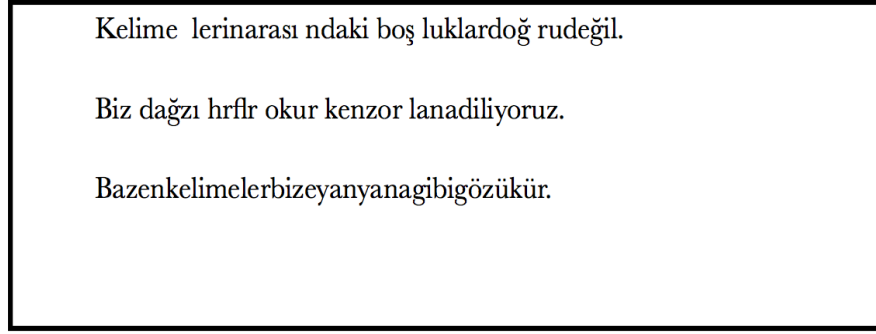 Kelime  lerinarası ndaki boş luklardoğ rudeğil.
Biz dağzı hrflr okur kenzor lanadiliyoruz.
Bazenkelimelerbizeyanyanagibigözükür.